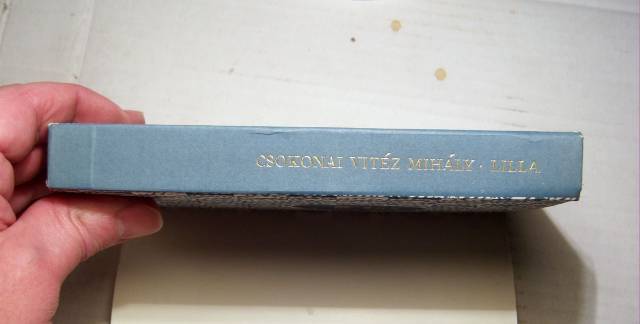 CSOKONAI VITÉZ MIHÁLY · LILLA